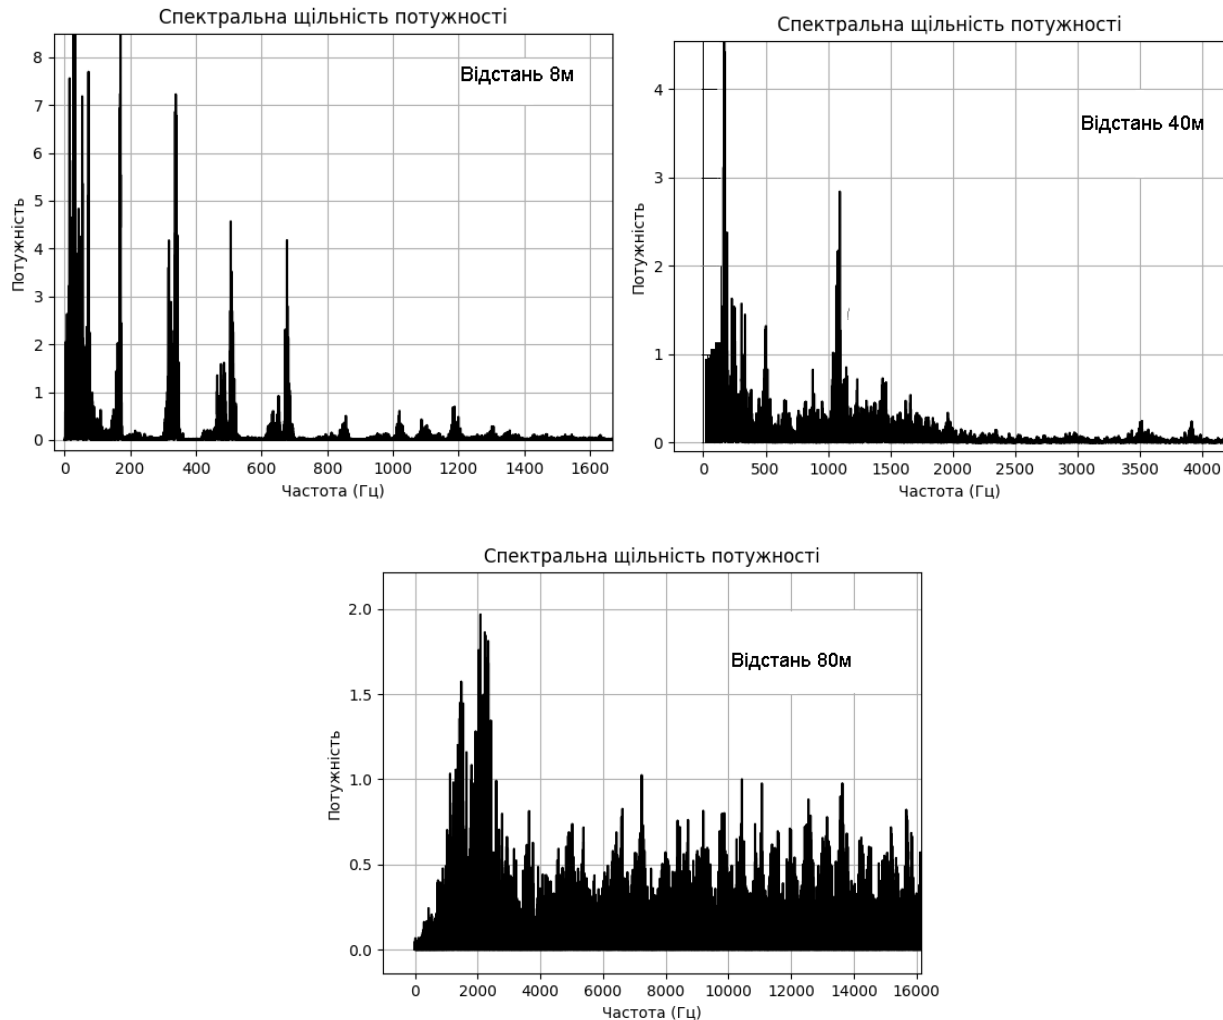 Спектральна щільність потужності
Відстань 8м
Потужність
8
7
6
5
4
3
2
1
0
0 200 400 600 800 1000 1200 1400 1600
Частота (Гц)
Спектральна щільність потужності
Відстань 40м
Потужність
4
3
2
1
0
0 500 1000 1500 2000 2500 3000 3500 4000
Частота (Гц)
Спектральна щільність потужності
Відстань 80м
Потужність
2.0
1.5
1.0
0.5
0.0
0 2000 4000 6000 8000 10000 12000 14000 16000
Частота (Гц)